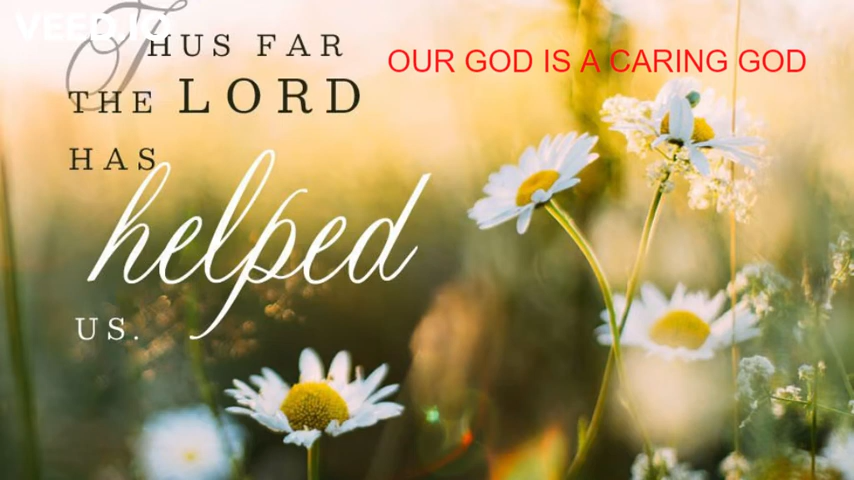 VEED.IO
THUS FAR
OUR GOD IS A CARING GOD
THE LORD
HAS
helped
US.